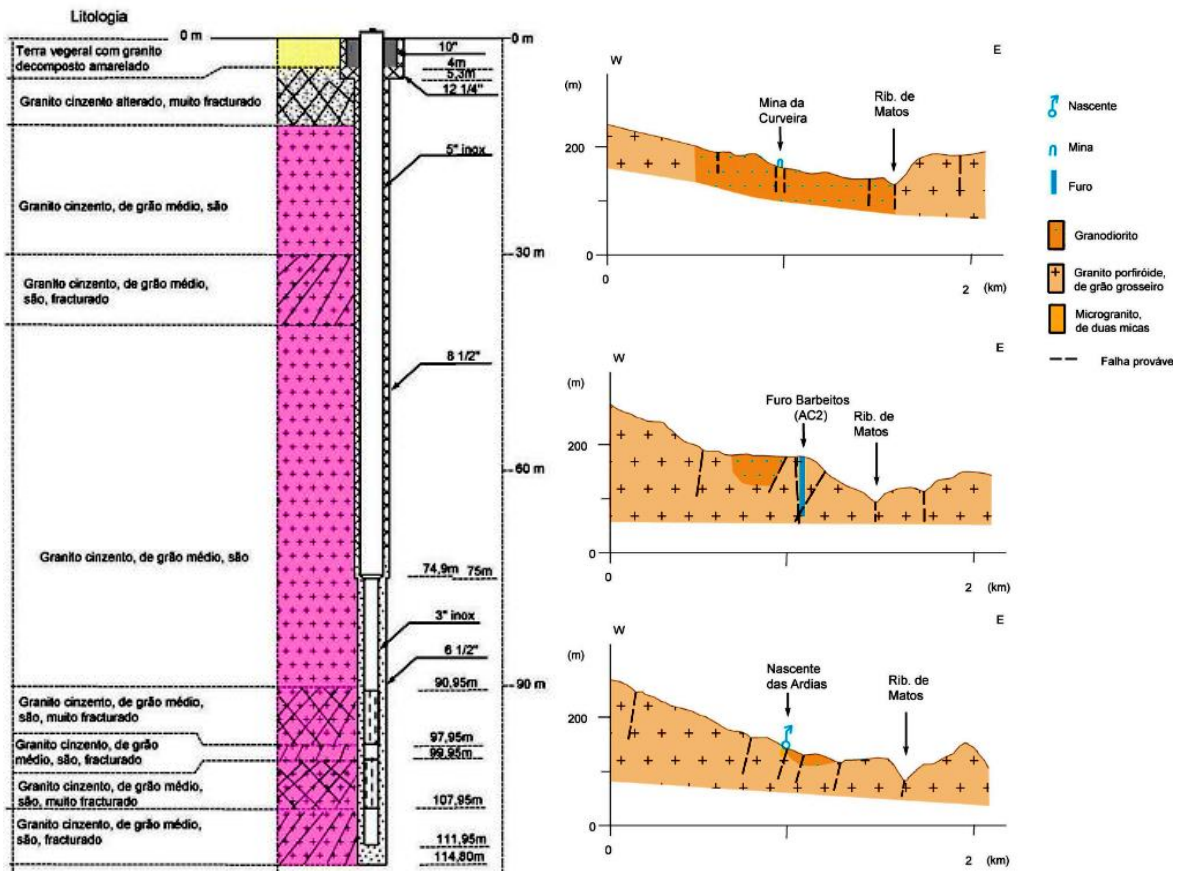 Litologia
0 m
0 m
Terra vegeral com granito
decomposto amarelado
10"
4m
5,3m
12 1/4"
Granito cinzento alterado, muito fracturado
5" inox
Granito cinzento, de grão médio, são
30 m
Granito cinzento, de grão médio,
são, fracturado
8 1/2"
60 m
Granito cinzento, de grão médio, são
74,9m
75m
3" inox
6 1/2"
90,95m
90 m
Granito cinzento, de grão médio,
são, muito fracturado
97,95m
Granito cinzento, de grão
médio, são, fracturado
99,95m
Granito cinzento, de grão médio,
são, muito fracturado
107,95m
Granito cinzento, de grão médio,
são, fracturado
111,95m
114,80m
W
E
(m)
Mina da
Curveira
Rib. de
Matos
200
0
0
1
2
(km)
Nascente
Mina
Furo
Granodiorito
Granito porfiróide,
de grão grosseiro
Microgranito,
de duas micas
Falha prováve
W
E
(m)
Furo Barbeitos
(AC2)
Rib. de
Matos
200
100
0
0
1
2
(km)
W
E
(m)
Nascente
das Ardias
Rib. de
Matos
200
0
0
1
2
(km)